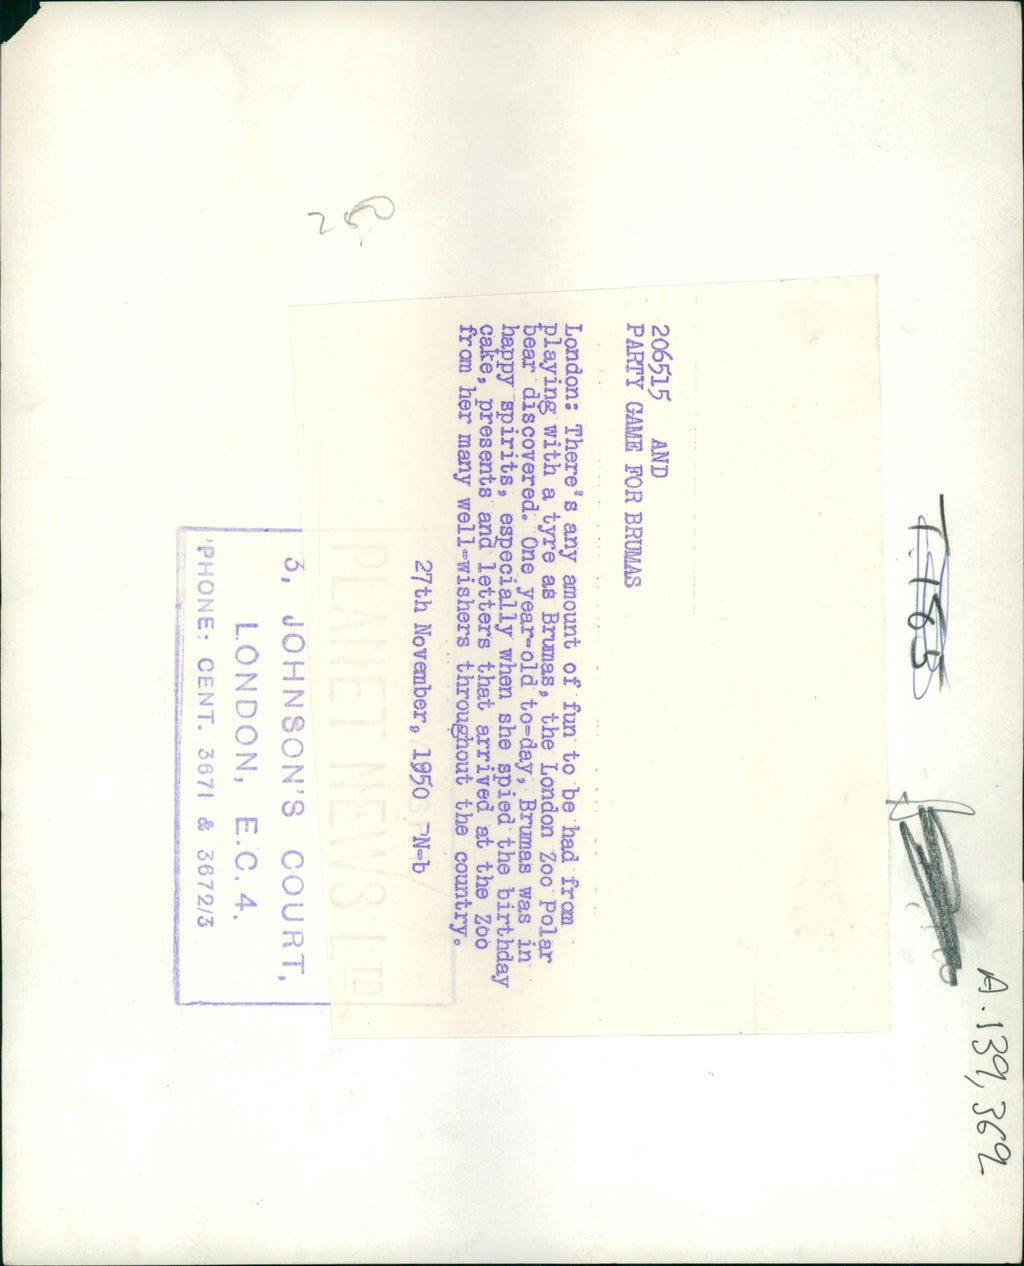 206515 AND
PARTY GAME FOR BRUMAS
London: There's any amount of fun to be had from
playing with a tyre as Brumas, the London Zoo Polar
bear discovered. One year-old to-day, Brumas was in
happy spirits, especially when she spied the birthday
cake, presents and letters that arrived at the Zoo
from her many well-wishers throughout the country.
27th November, 1950 PN-b
PLANET NEWS LTD
3, JOHNSON'S COURT,
LONDON, E.C.4.
'PHONE: CENT. 3671 & 3672/3
T.185
A.139,369